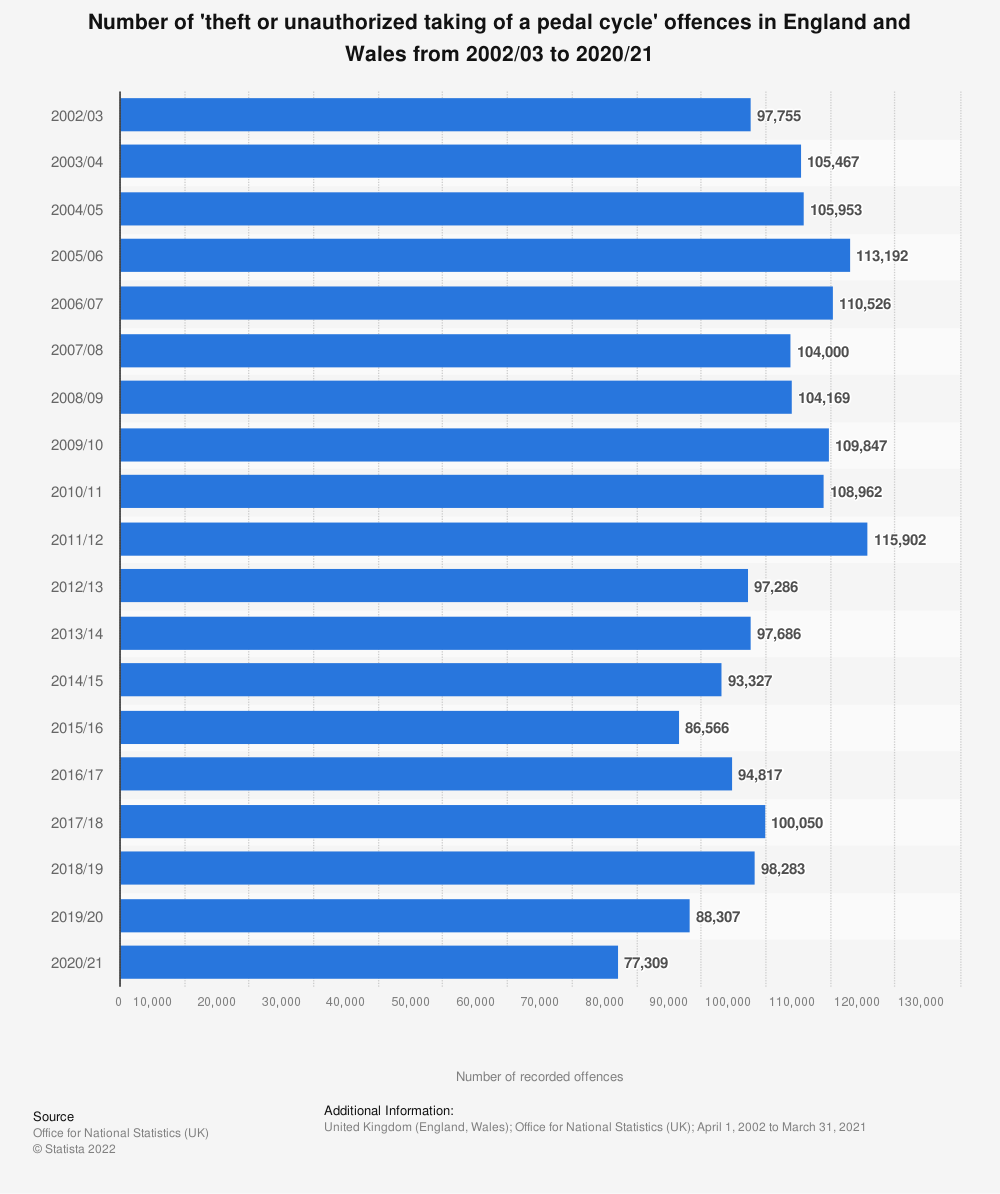 Number of 'theft or unauthorized taking of a pedal cycle' offences in England and
Wales from 2002/03 to 2020/21
2002/03 97,755
2003/04 105,467
2004/05 105,953
2005/06 113,192
2006/07 110,526
2007/08 104,000
2008/09 104,169
2009/10 109,847
2010/11 108,962
2011/12 115,902
2012/13 97,286
2013/14 97,686
2014/15 93,327
2015/16 86,566
2016/17 94,817
2017/18 100,050
2018/19 98,283
2019/20 88,307
2020/21 77,309
0 10,000 20,000 30,000 40,000 50,000 60,000 70,000 80,000 90,000 100,000 110,000 120,000 130,000
Number of recorded offences
Source
Office for National Statistics (UK)
© Statista 2022
Additional Information:
United Kingdom (England, Wales); Office for National Statistics (UK); April 1, 2002 to March 31, 2021